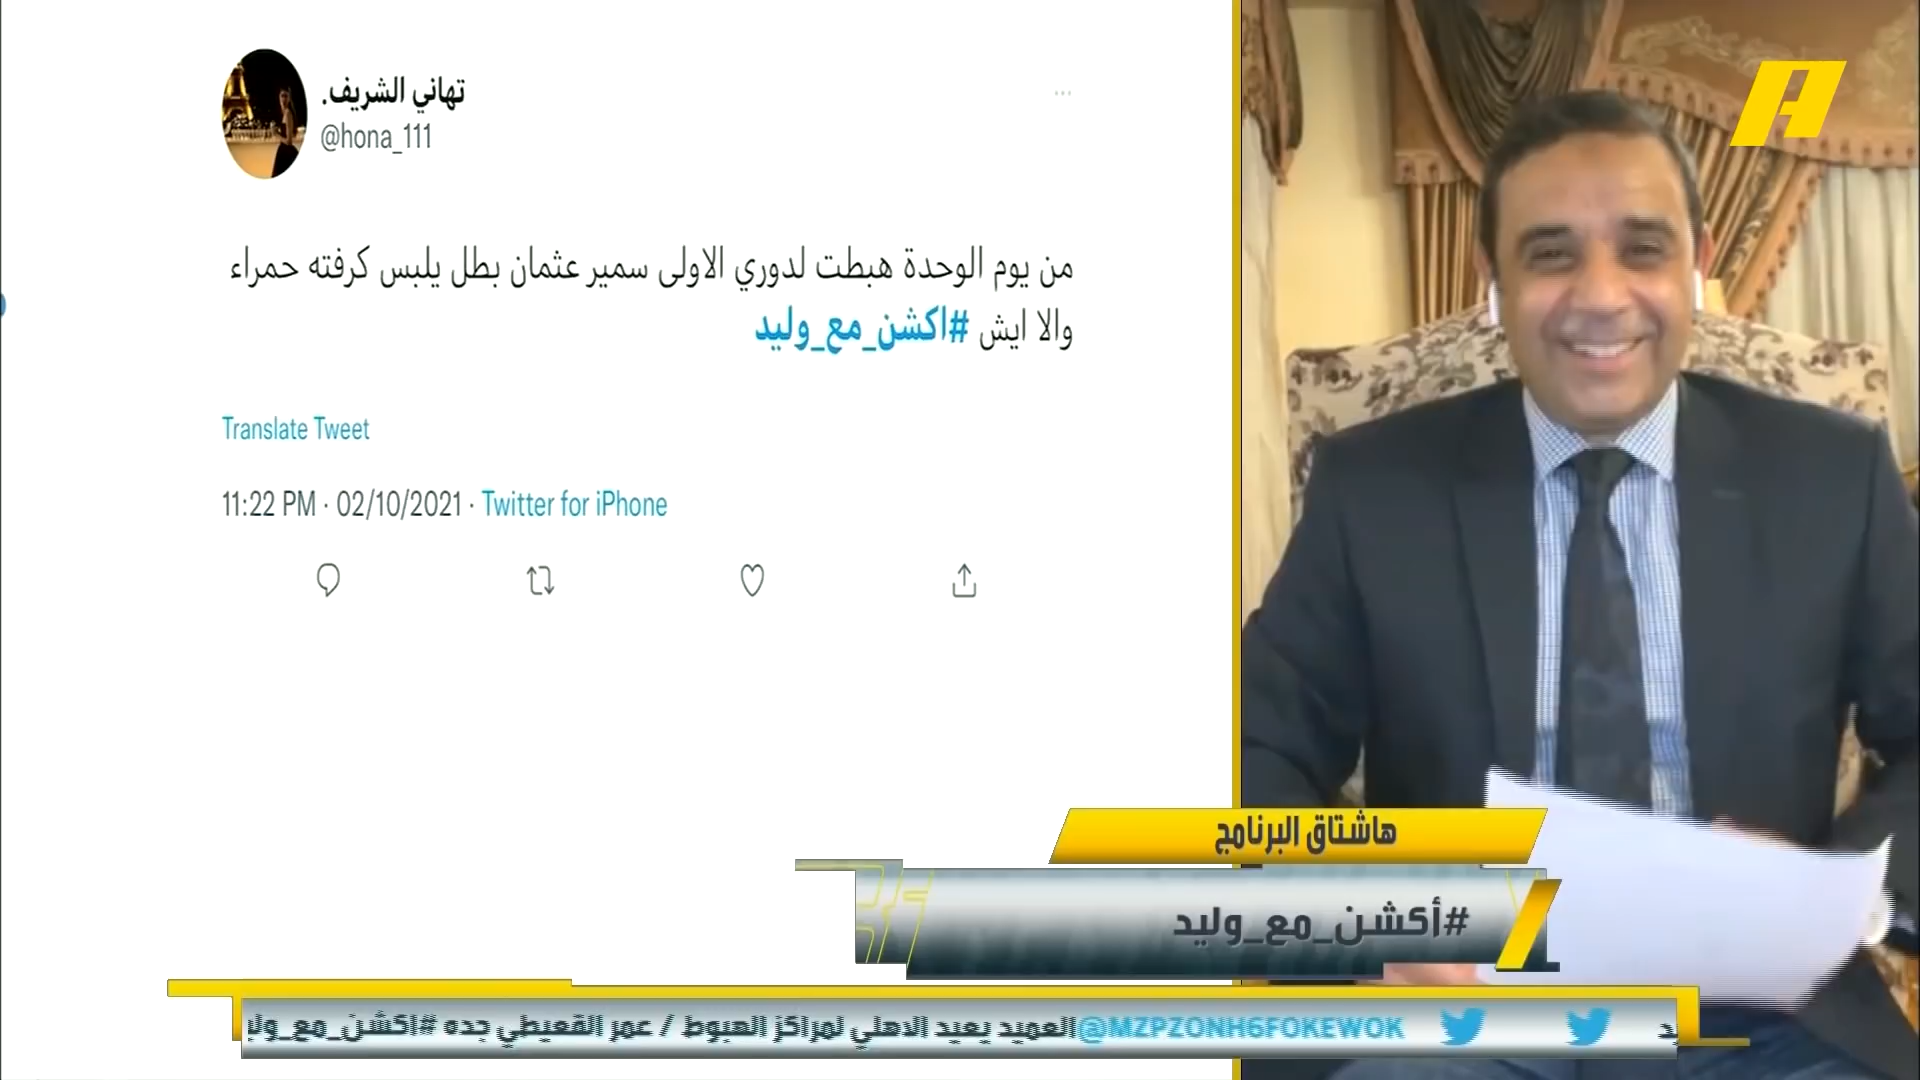 تهاني الشريف.
@hona_111
من يوم الوحدة هبطت لدوري الاولى سمير عثمان بطل يلبس كرفته حمراء
والا ايش #اكشن_مع_وليد
Translate Tweet
11:22 PM · 02/10/2021 · Twitter for iPhone
هاشتاق البرنامج
#أكشن_مع_وليد
@MZPZONH6FOKEWOK العميد يعيد الاهلي لمراكز الهبوط / عمر القعيطي جده #اكشن_مع_ولي